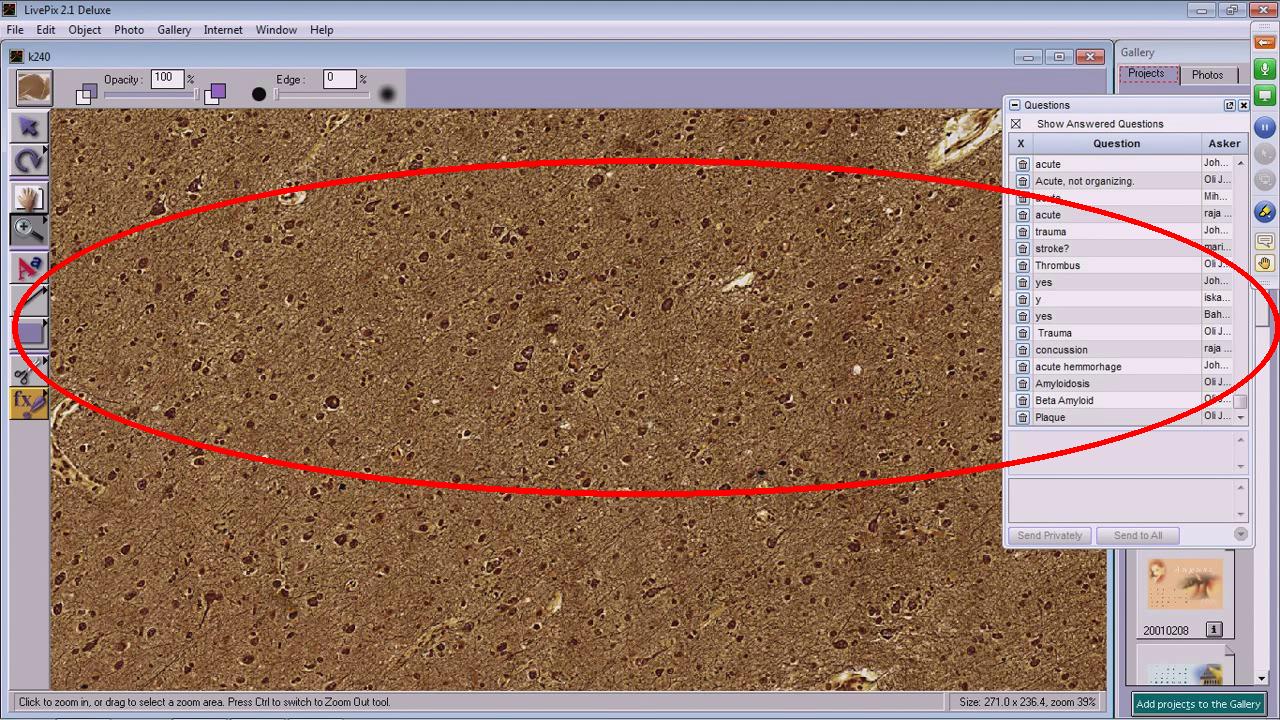 LivePix 2.1 Deluxe
File Edit Object Photo Gallery Internet Window Help
k240
Opacity: 100 %
Edge: 0 %
Gallery
Projects Photos
Questions
Show Answered Questions
X Question Asker
acute Joh...
Acute, not organizing. Oli J...
Mih...
acute raja ...
trauma Joh...
stroke? mari...
Thrombus Oli J...
yes Joh...
y iska...
yes Bah...
Trauma Oli J...
concussion raja ...
acute hemmorhage Joh...
Amyloidosis Oli J...
Beta Amyloid Oli J...
Plaque Oli J...
Send Privately Send to All
August
20010208
Click to zoom in, or drag to select a zoom area. Press Ctrl to switch to Zoom Out tool.
Size: 271.0 x 236.4, zoom 39%
Add projects to the Gallery